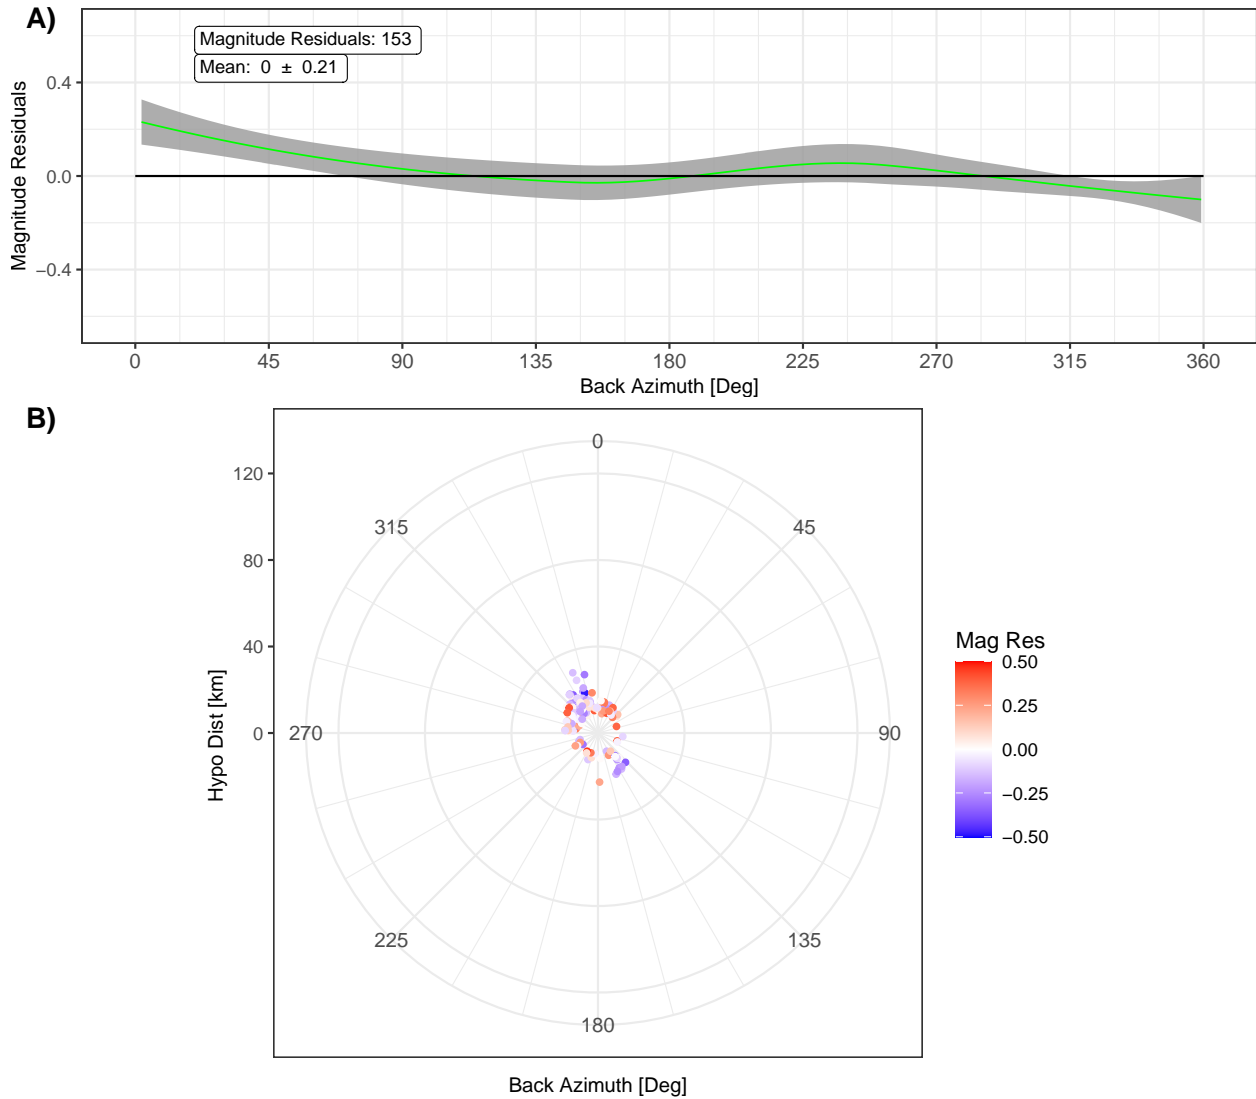 A)
Magnitude Residuals: 153
Mean: 0 ± 0.21
Magnitude Residuals
0.4
0.0
−0.4
0 45 90 135 180 225 270 315 360
Back Azimuth [Deg]
B)
Hypo Dist [km]
120
80
40
0
0
45
90
135
180
225
270
315
Back Azimuth [Deg]
Mag Res
0.50
0.25
0.00
−0.25
−0.50